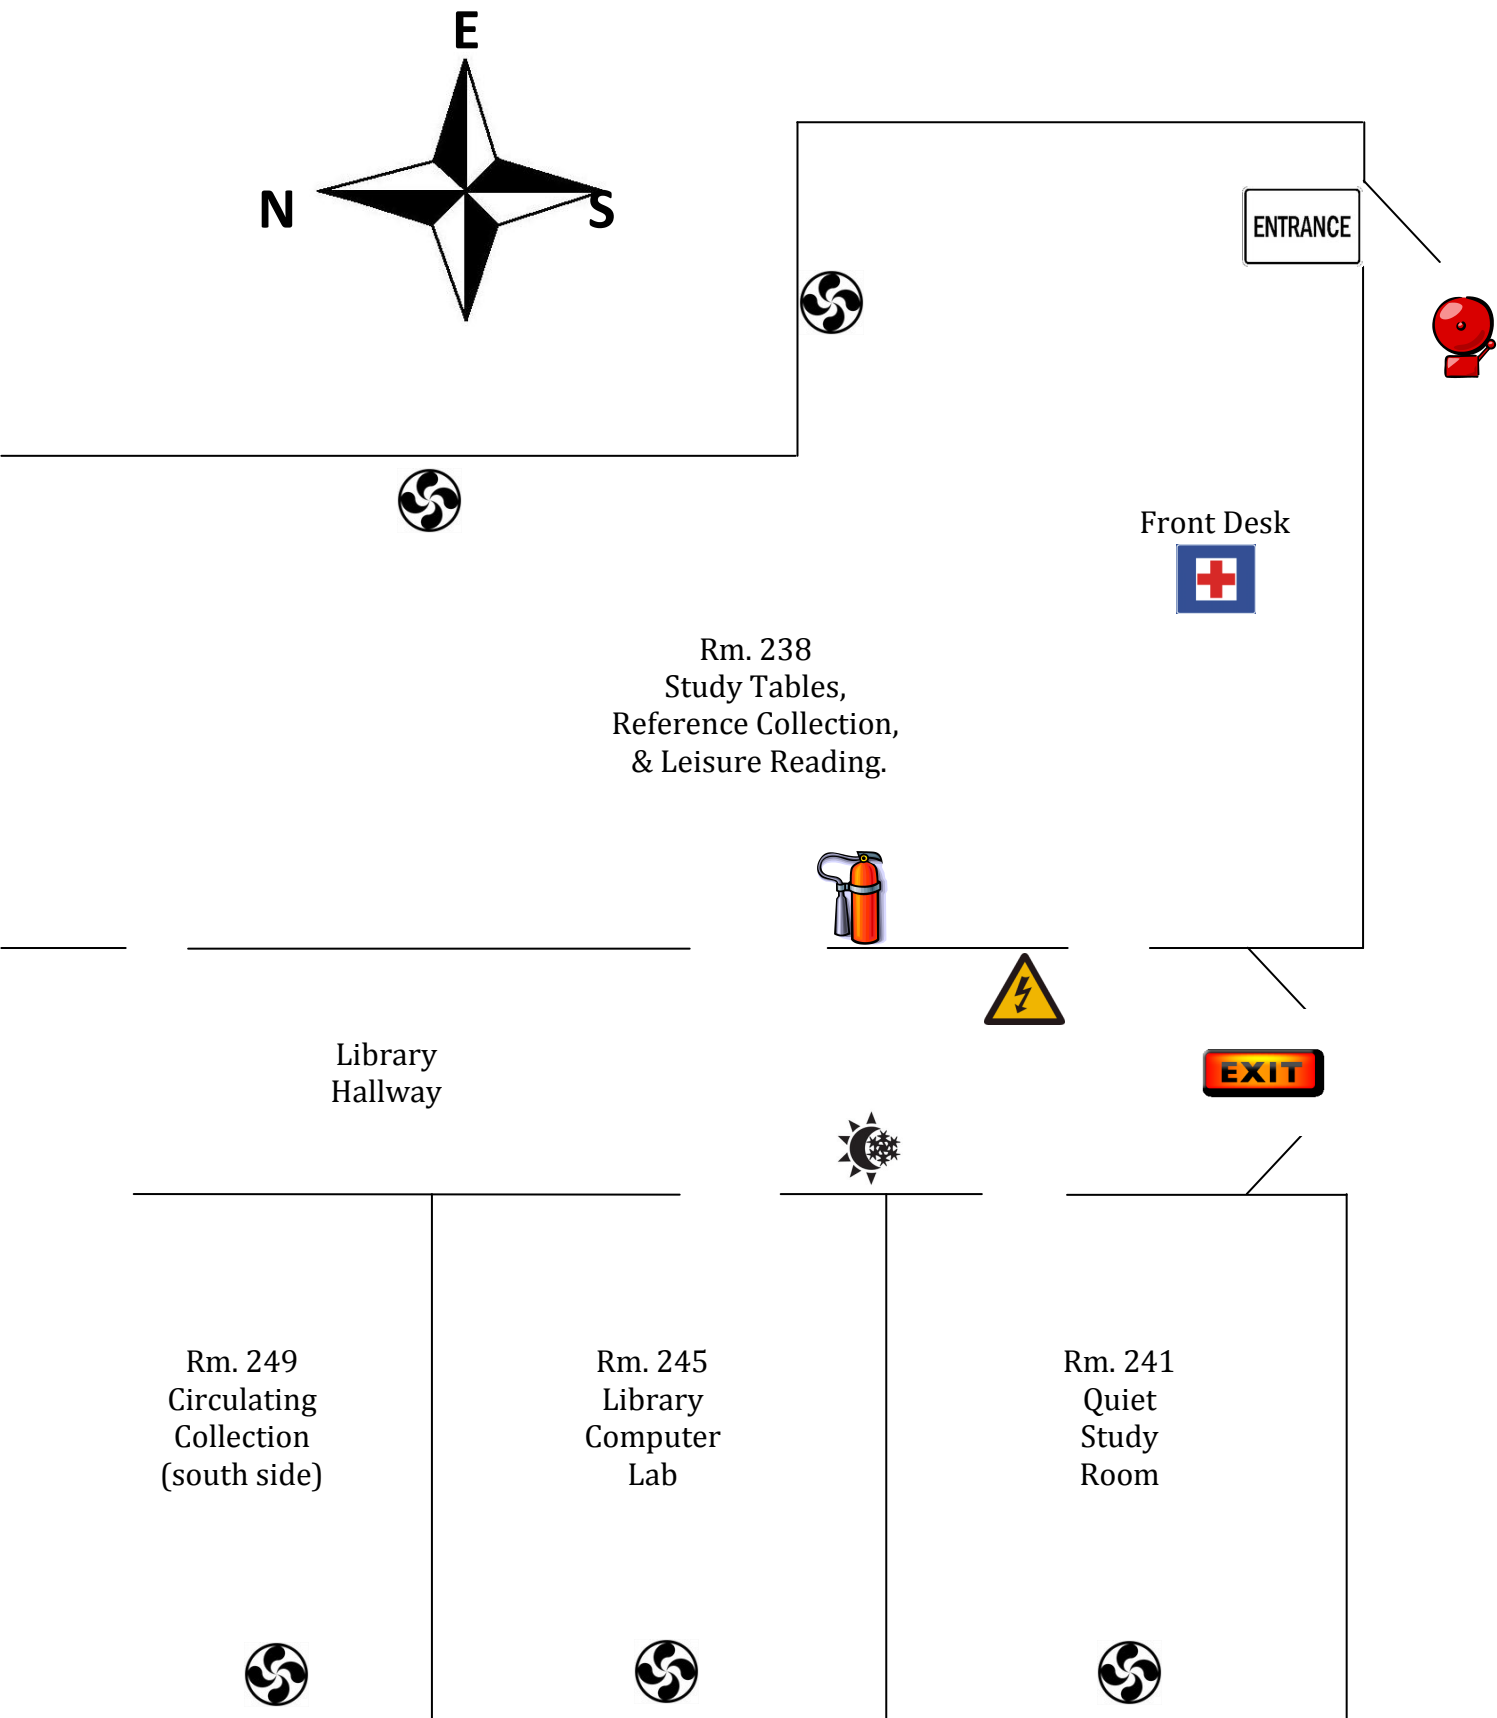 E
N
S
ENTRANCE
Front Desk
Rm. 238
Study Tables,
Reference Collection,
& Leisure Reading.
Library
Hallway
EXIT
Rm. 249
Circulating
Collection
(south side)
Rm. 245
Library
Computer
Lab
Rm. 241
Quiet
Study
Room